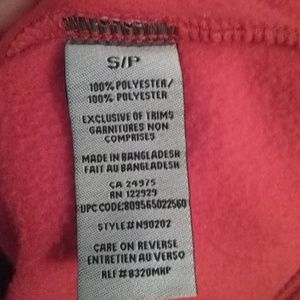 S/P
100% POLYESTER/
100% POLYESTER
EXCLUSIVE OF TRIMS
GARNITURES NON
COMPRISES
MADE IN BANGLADESH
FAIT AU BANGLADESH
CA 24975
RN 122929
UPC CODE:809565022560
STYLE#N90202
CARE ON REVERSE
ENTRETIEN AU VERSO
REF#8320MHP